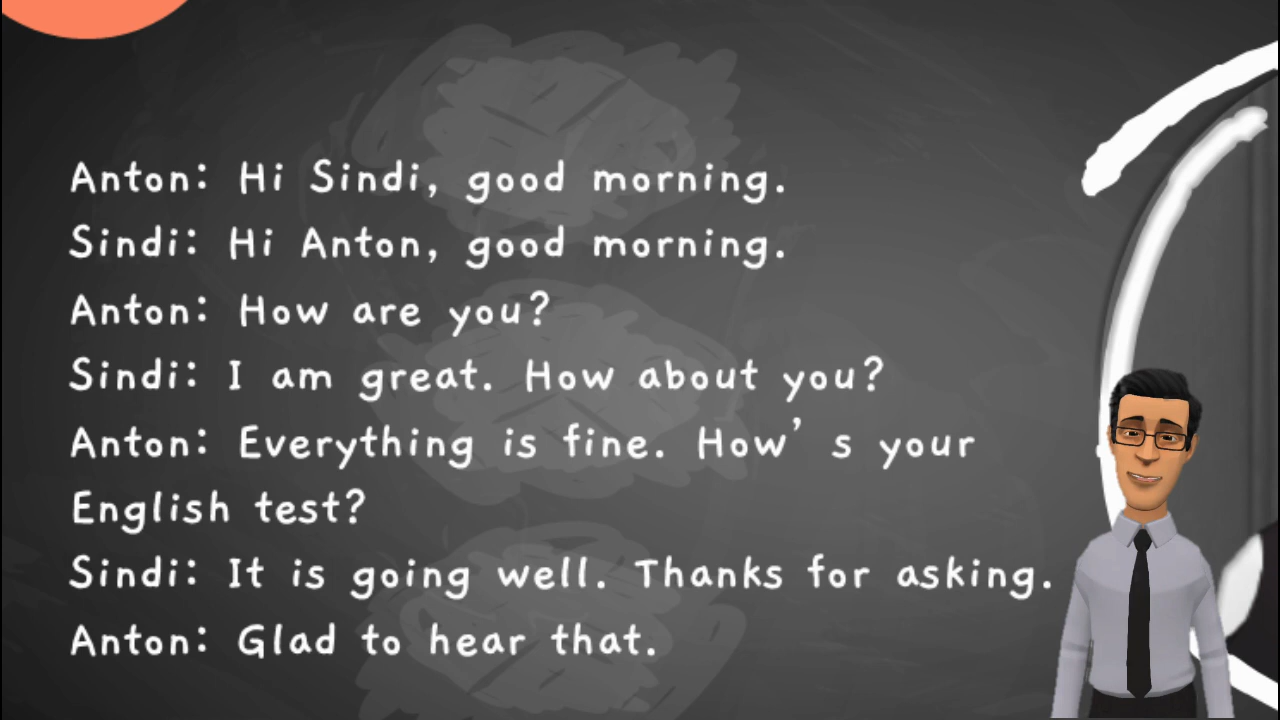 Anton: Hi Sindi, good morning.
Sindi: Hi Anton, good morning.
Anton: How are you?
Sindi: I am great. How about you?
Anton: Everything is fine. How’ s your
English test?
Sindi: It is going well. Thanks for asking.
Anton: Glad to hear that.